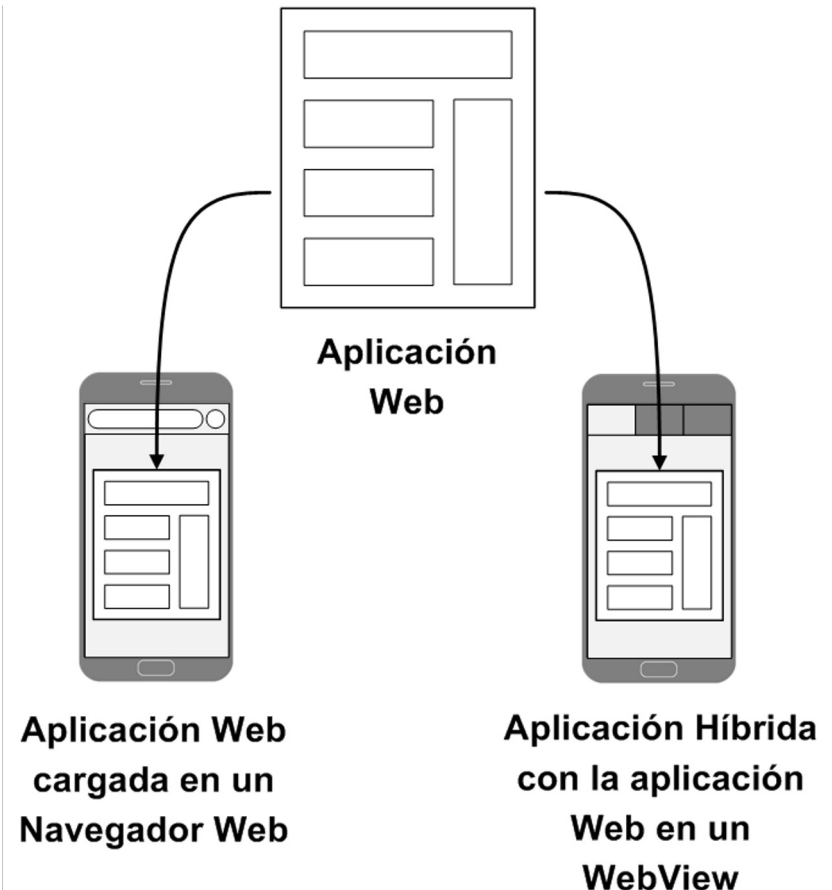 Aplicación
Web
Aplicación Web
cargada en un
Navegador Web
Aplicación Híbrida
con la aplicación
Web en un
WebView